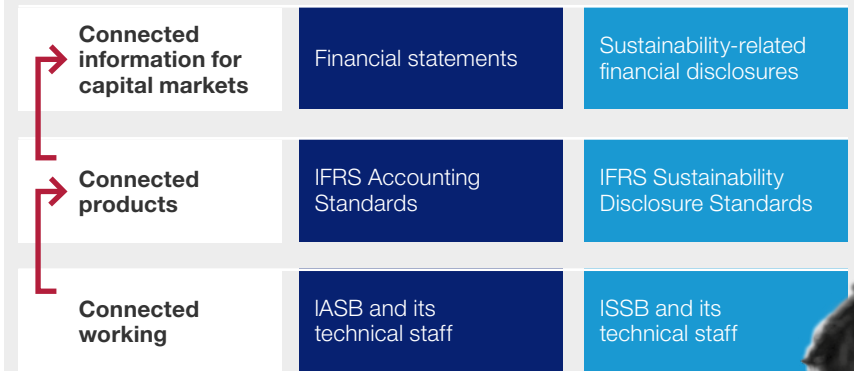 Connected
information for
capital markets
Financial statements
Sustainability-related
financial disclosures
Connected
products
IFRS Accounting
Standards
IFRS Sustainability
Disclosure Standards
Connected
working
IASB and its
technical staff
ISSB and its
technical staff